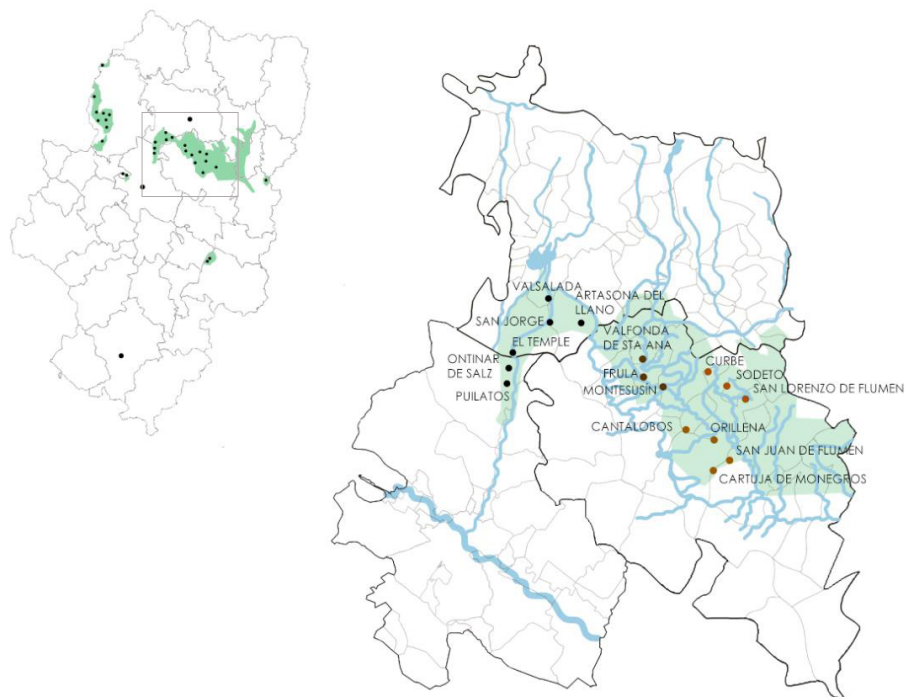 VALSALADA
ARTASONA DEL
LLANO
SAN JORGE
EL TEMPLE
ONTINAR
DE SALZ
PUILATOS
VALFONDA
DE STA ANA
FRULA
MONTESUSÍN
CURBE
SODETO
SAN LORENZO DE FLUMEN
CANTALOBOS
ORILLENA
SAN JUAN DE FLUMEN
CARTUJA DE MONEGROS